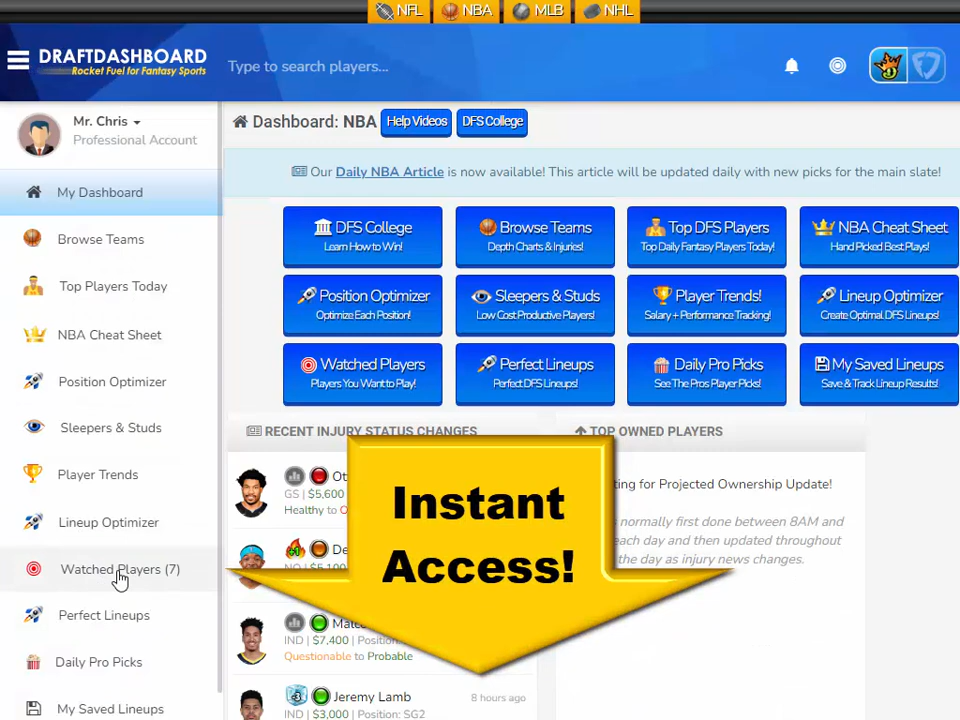 NFL NBA MLB NHL
DRAFTDASHBOARD
Rocket Fuel for Fantasy Sports
Type to search players...
Mr. Chris
Professional Account
My Dashboard
Browse Teams
Top Players Today
NBA Cheat Sheet
Position Optimizer
Sleepers & Studs
Player Trends
Lineup Optimizer
Watched Players (7)
Perfect Lineups
Daily Pro Picks
My Saved Lineups
Dashboard: NBA Help Videos DFS College
Our Daily NBA Article is now available! This article will be updated daily with new picks for the main slate!
DFS College
Learn How to Win!
Browse Teams
Depth Charts & Injuries!
Top DFS Players
Top Daily Fantasy Players Today!
NBA Cheat Sheet
Hand Picked Best Plays!
Position Optimizer
Optimize Each Position!
Sleepers & Studs
Low Cost Productive Players!
Player Trends!
Salary + Performance Tracking!
Lineup Optimizer
Create Optimal DFS Lineups!
Watched Players
Players You Want to Play!
Perfect Lineups
Perfect DFS Lineups!
Daily Pro Picks
See The Pros Player Picks!
My Saved Lineups
Save & Track Lineup Results!
RECENT INJURY STATUS CHANGES
GS | $5,600
Healthy to
NO | $5,100
IND | $7,400 | Position
Questionable to Probable
Jeremy Lamb 8 hours ago
IND | $3,000 | Position: SG2
TOP OWNED PLAYERS
for Projected Ownership Update!
normally first done between 8AM and
each day and then updated throughout
the day as injury news changes.
Instant
Access!